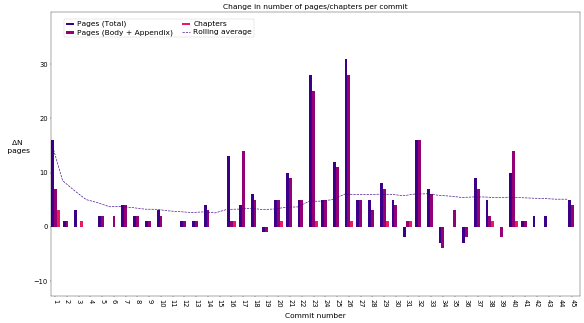 Change in number of pages/chapters per commit
Pages (Total)
Pages (Body + Appendix)
Chapters
Rolling average
ΔN
pages
30
20
10
0
−10
1 2 3 4 5 6 7 8 9 10 11 12 13 14 15 16 17 18 19 20 21 22 23 24 25 26 27 28 29 30 31 32 33 34 35 36 37 38 39 40 41 42 43 44 45
Commit number